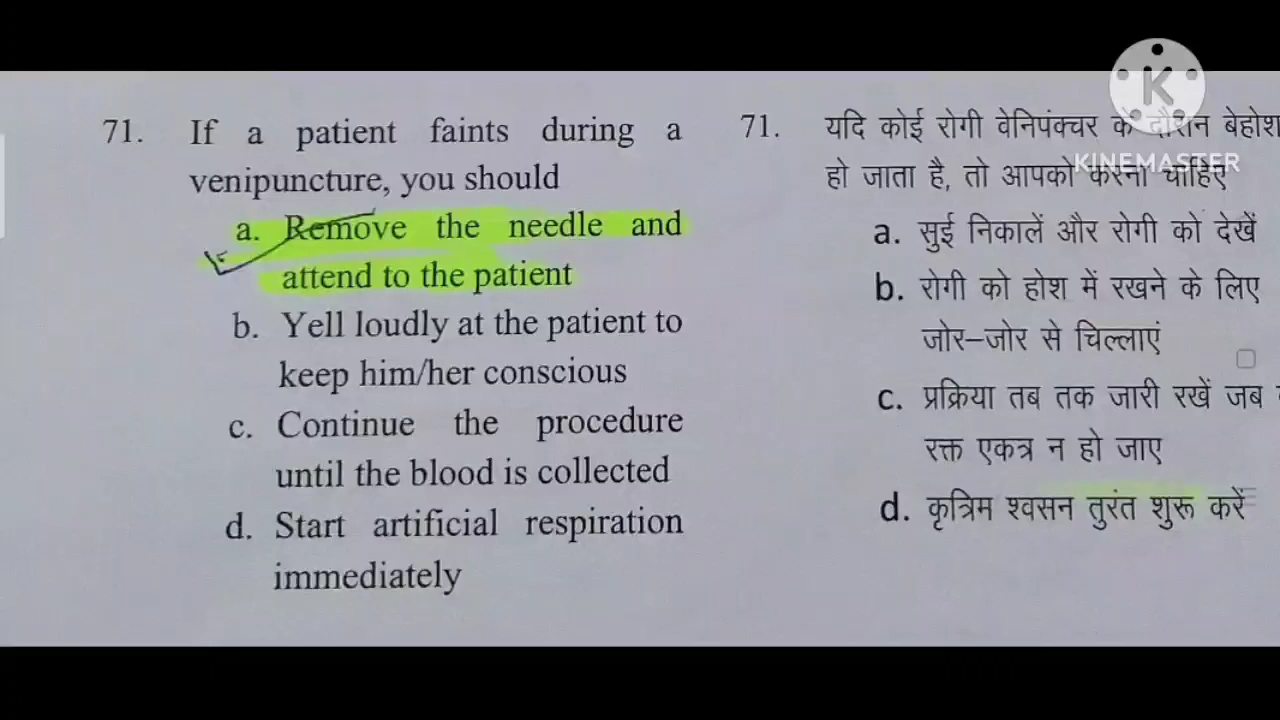 71. If a patient faints during a
venipuncture, you should
a. Remove the needle and
attend to the patient
b. Yell loudly at the patient to
keep him/her conscious
c. Continue the procedure
until the blood is collected
d. Start artificial respiration
immediately
71. यदि कोई रोगी वेनिपंक्चर के दौरान बेहोश
हो जाता है, तो आपको करना चाहिए
a. सुई निकालें और रोगी को देखें
b. रोगी को होश में रखने के लिए
जोर–जोर से चिल्लाएं
c. प्रक्रिया तब तक जारी रखें जब
रक्त एकत्र न हो जाए
d. कृत्रिम श्वसन तुरंत शुरू करें
K
KINEMASTER